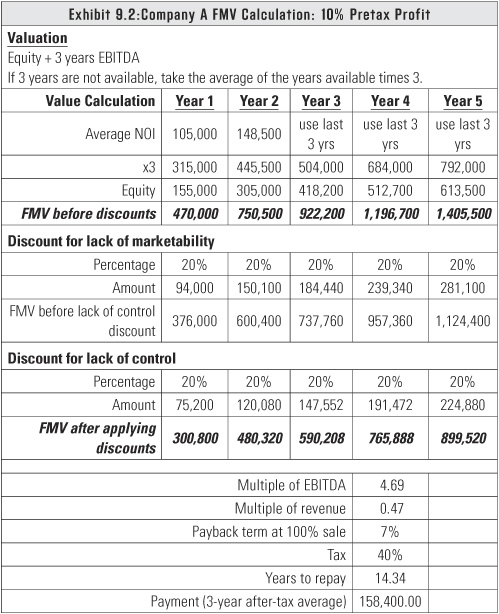 Exhibit 9.2:Company A FMV Calculation: 10% Pretax Profit
Valuation
Equity + 3 years EBITDA
If 3 years are not available, take the average of the years available times 3.
Value Calculation Year 1 Year 2 Year 3 Year 4 Year 5
Average NOI 105,000 148,500 use last 3 yrs use last 3 yrs use last 3 yrs
x3 315,000 445,500 504,000 684,000 792,000
Equity 155,000 305,000 418,200 512,700 613,500
FMV before discounts 470,000 750,500 922,200 1,196,700 1,405,500
Discount for lack of marketability
Percentage 20% 20% 20% 20% 20%
Amount 94,000 150,100 184,440 239,340 281,100
FMV before lack of control discount 376,000 600,400 737,760 957,360 1,124,400
Discount for lack of control
Percentage 20% 20% 20% 20% 20%
Amount 75,200 120,080 147,552 191,472 224,880
FMV after applying discounts 300,800 480,320 590,208 765,888 899,520
Multiple of EBITDA 4.69
Multiple of revenue 0.47
Payback term at 100% sale 7%
Tax 40%
Years to repay 14.34
Payment (3-year after-tax average) 158,400.00